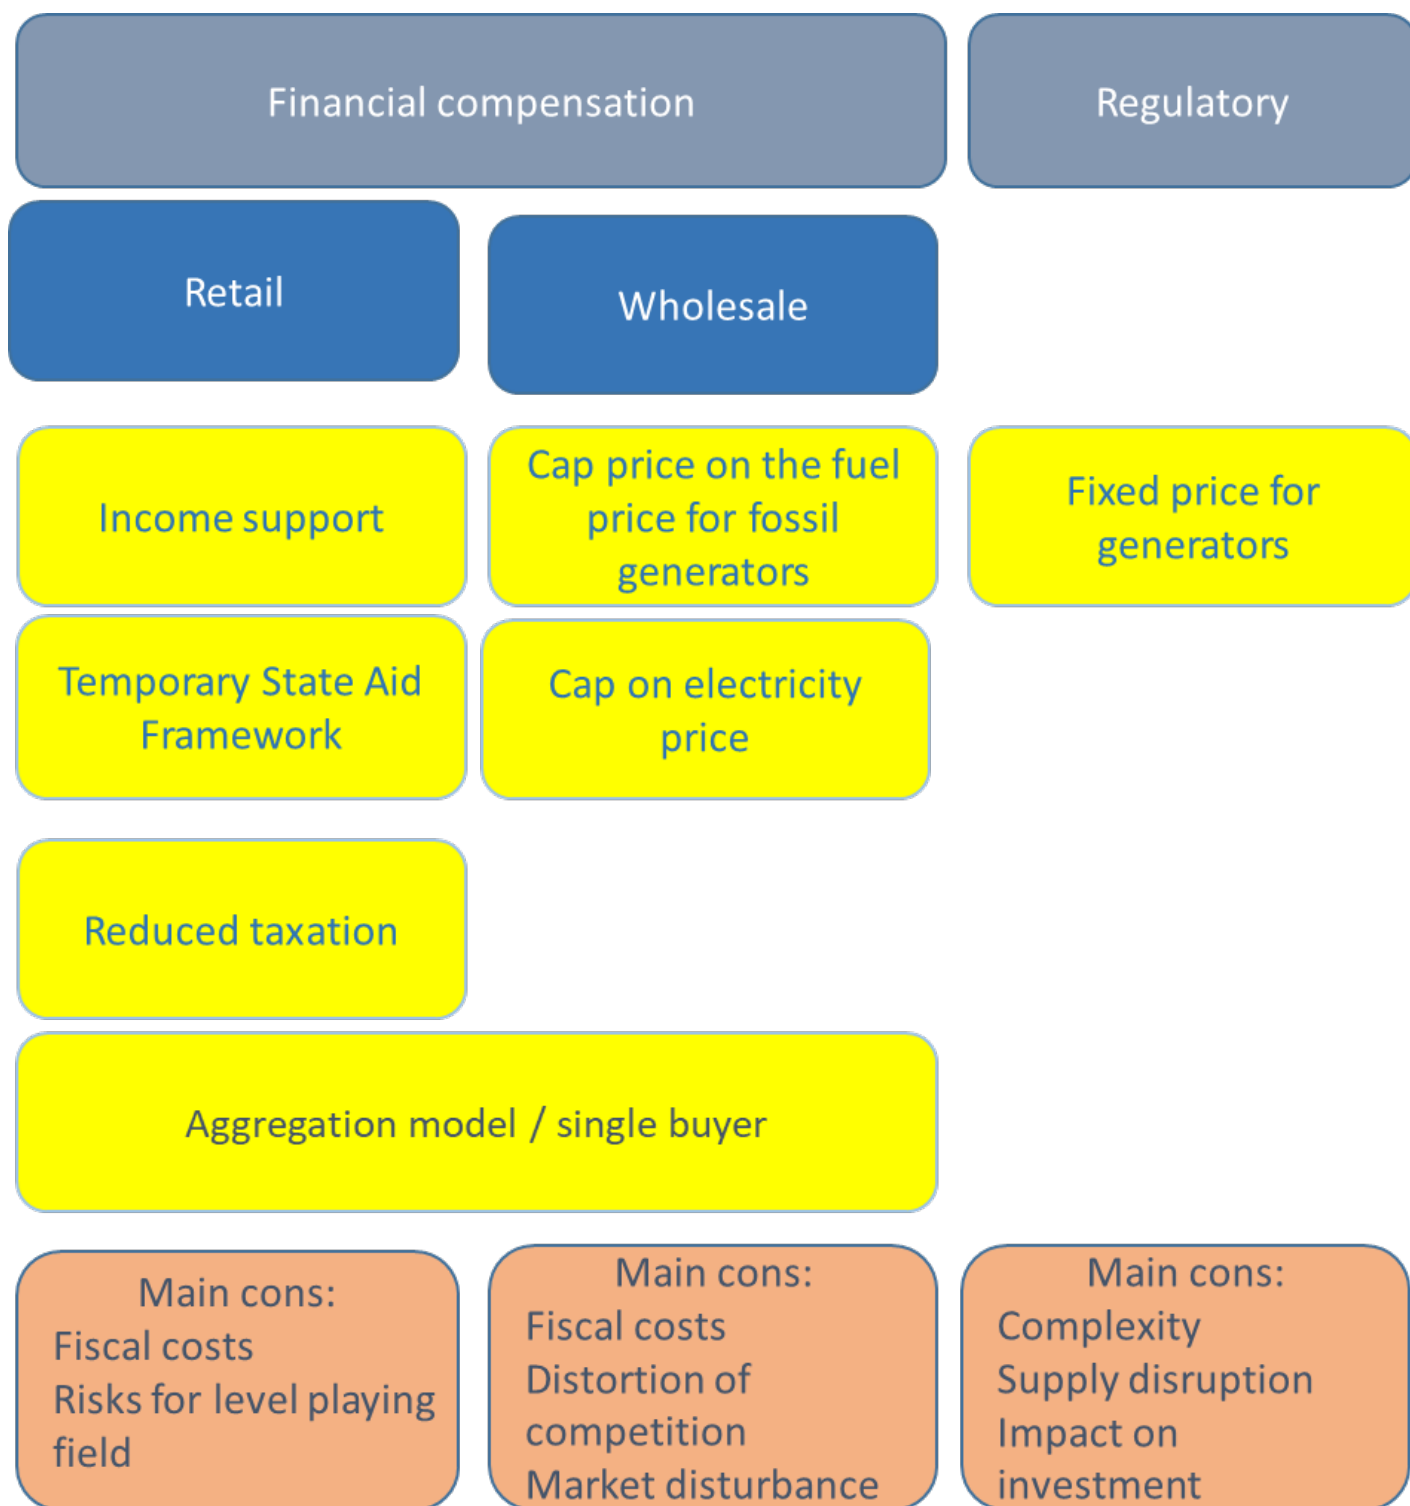 Financial compensation
Regulatory
Retail
Wholesale
Income support
Cap price on the fuel
price for fossil
generators
Fixed price for
generators
Temporary State Aid
Framework
Cap on electricity
price
Reduced taxation
Aggregation model / single buyer
Main cons:
Fiscal costs
Risks for level playing
field
Main cons:
Fiscal costs
Distortion of
competition
Market disturbance
Main cons:
Complexity
Supply disruption
Impact on
investment